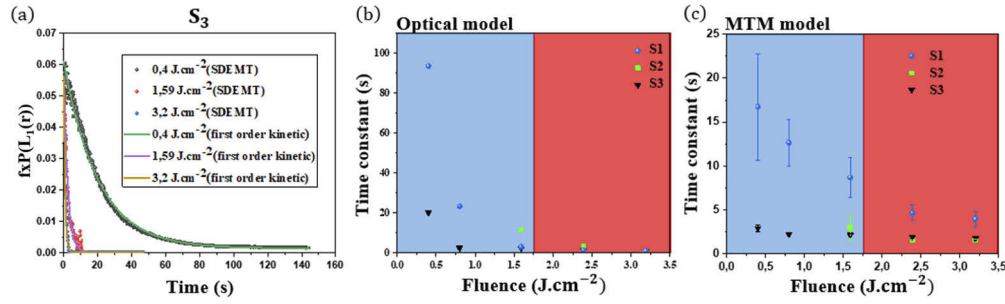 (a)
S₃
fxP(L₁(r))
0.07
0.06
0.05
0.04
0.03
0.02
0.01
0.00
0,4 J.cm⁻²(SDEMT)
1,59 J.cm⁻²(SDEMT)
3,2 J.cm⁻²(SDEMT)
0,4 J.cm⁻²(first order kinetic)
1,59 J.cm⁻²(first order kinetic)
3,2 J.cm⁻²(first order kinetic)
0 20 40 60 80 100 120 140 160
Time (s)
(b)
Optical model
Time constant (s)
100
80
60
40
20
0
S1
S2
S3
0.0 0.5 1.0 1.5 2.0 2.5 3.0 3.5
Fluence (J.cm⁻²)
(c)
MTM model
Time constant (s)
25
20
15
10
5
0
S1
S2
S3
0,0 0,5 1,0 1,5 2,0 2,5 3,0 3,5
Fluence (J.cm⁻²)